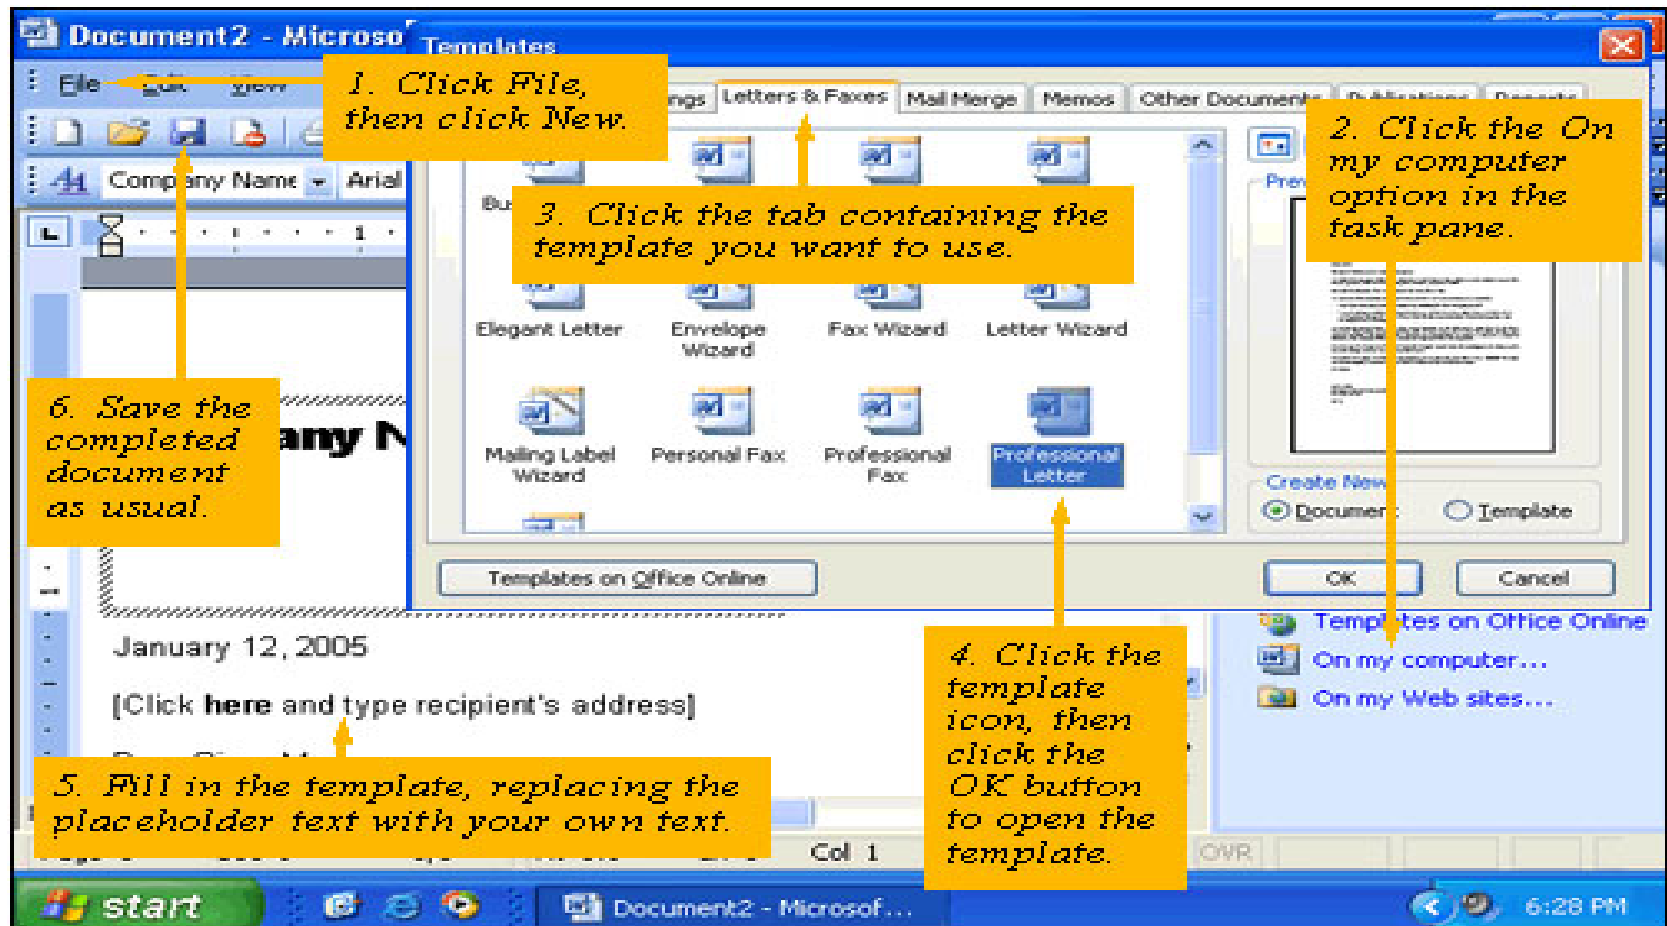 Document2 - Microso
Templates
File Edit View
1. Click File,
then click New.
ngs Letters & Faxes Mail Merge Memos Other Documents Publications Reports
2. Click the On
my computer
option in the
task pane.
Company Name Arial
3. Click the tab containing the
template you want to use.
Elegant Letter
Envelope
Wizard
Fax Wizard
Letter Wizard
6. Save the
completed
document
as usual.
any N
Mailing Label
Wizard
Personal Fax
Professional
Fax
Professional
Letter
Create New
Document Template
Templates on Office Online
OK
Cancel
January 12, 2005
[Click here and type recipient's address]
Templates on Office Online
On my computer...
On my Web sites...
4. Click the
template
icon, then
click the
OK button
to open the
template.
5. Fill in the template, replacing the
placeholder text with your own text.
Col 1
OVR
start
Document2 - Microsof...
6:28 PM